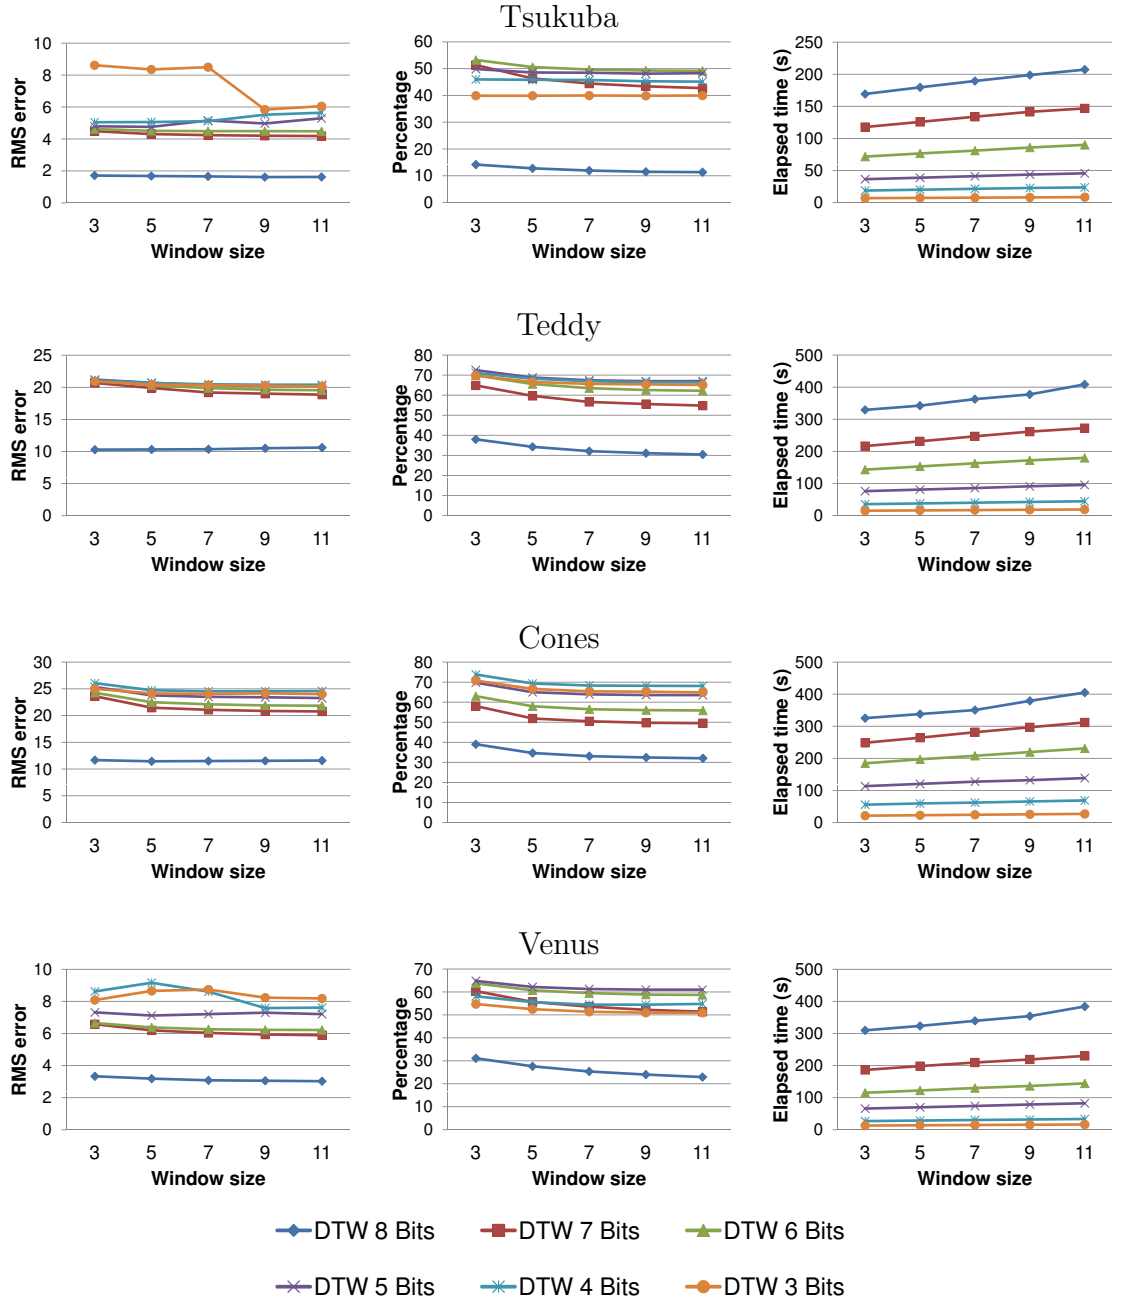 Tsukuba
10
8
6
4
2
0
RMS error
3 5 7 9 11
Window size
60
50
40
30
20
10
0
Percentage
3 5 7 9 11
Window size
250
200
150
100
50
0
Elapsed time (s)
3 5 7 9 11
Window size
Teddy
25
20
15
10
5
0
RMS error
3 5 7 9 11
Window size
80
70
60
50
40
30
20
10
0
Percentage
3 5 7 9 11
Window size
500
400
300
200
100
0
Elapsed time (s)
3 5 7 9 11
Window size
Cones
30
25
20
15
10
5
0
RMS error
3 5 7 9 11
Window size
80
70
60
50
40
30
20
10
0
Percentage
3 5 7 9 11
Window size
500
400
300
200
100
0
Elapsed time (s)
3 5 7 9 11
Window size
Venus
10
8
6
4
2
0
RMS error
3 5 7 9 11
Window size
70
60
50
40
30
20
10
0
Percentage
3 5 7 9 11
Window size
500
400
300
200
100
0
Elapsed time (s)
3 5 7 9 11
Window size
DTW 8 Bits DTW 7 Bits DTW 6 Bits
DTW 5 Bits DTW 4 Bits DTW 3 Bits